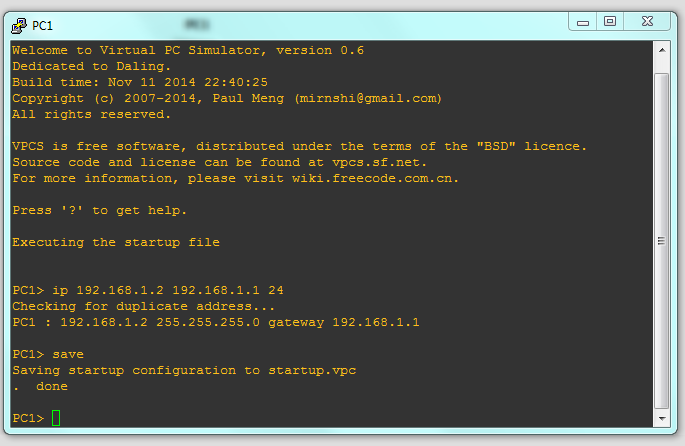 PC1
Welcome to Virtual PC Simulator, version 0.6
Dedicated to Daling.
Build time: Nov 11 2014 22:40:25
Copyright (c) 2007-2014, Paul Meng (mirnshi@gmail.com)
All rights reserved.
VPCS is free software, distributed under the terms of the "BSD" licence.
Source code and license can be found at vpcs.sf.net.
For more information, please visit wiki.freecode.com.cn.
Press '?' to get help.
Executing the startup file
PC1> ip 192.168.1.2 192.168.1.1 24
Checking for duplicate address...
PC1 : 192.168.1.2 255.255.255.0 gateway 192.168.1.1
PC1> save
Saving startup configuration to startup.vpc
.  done
PC1>